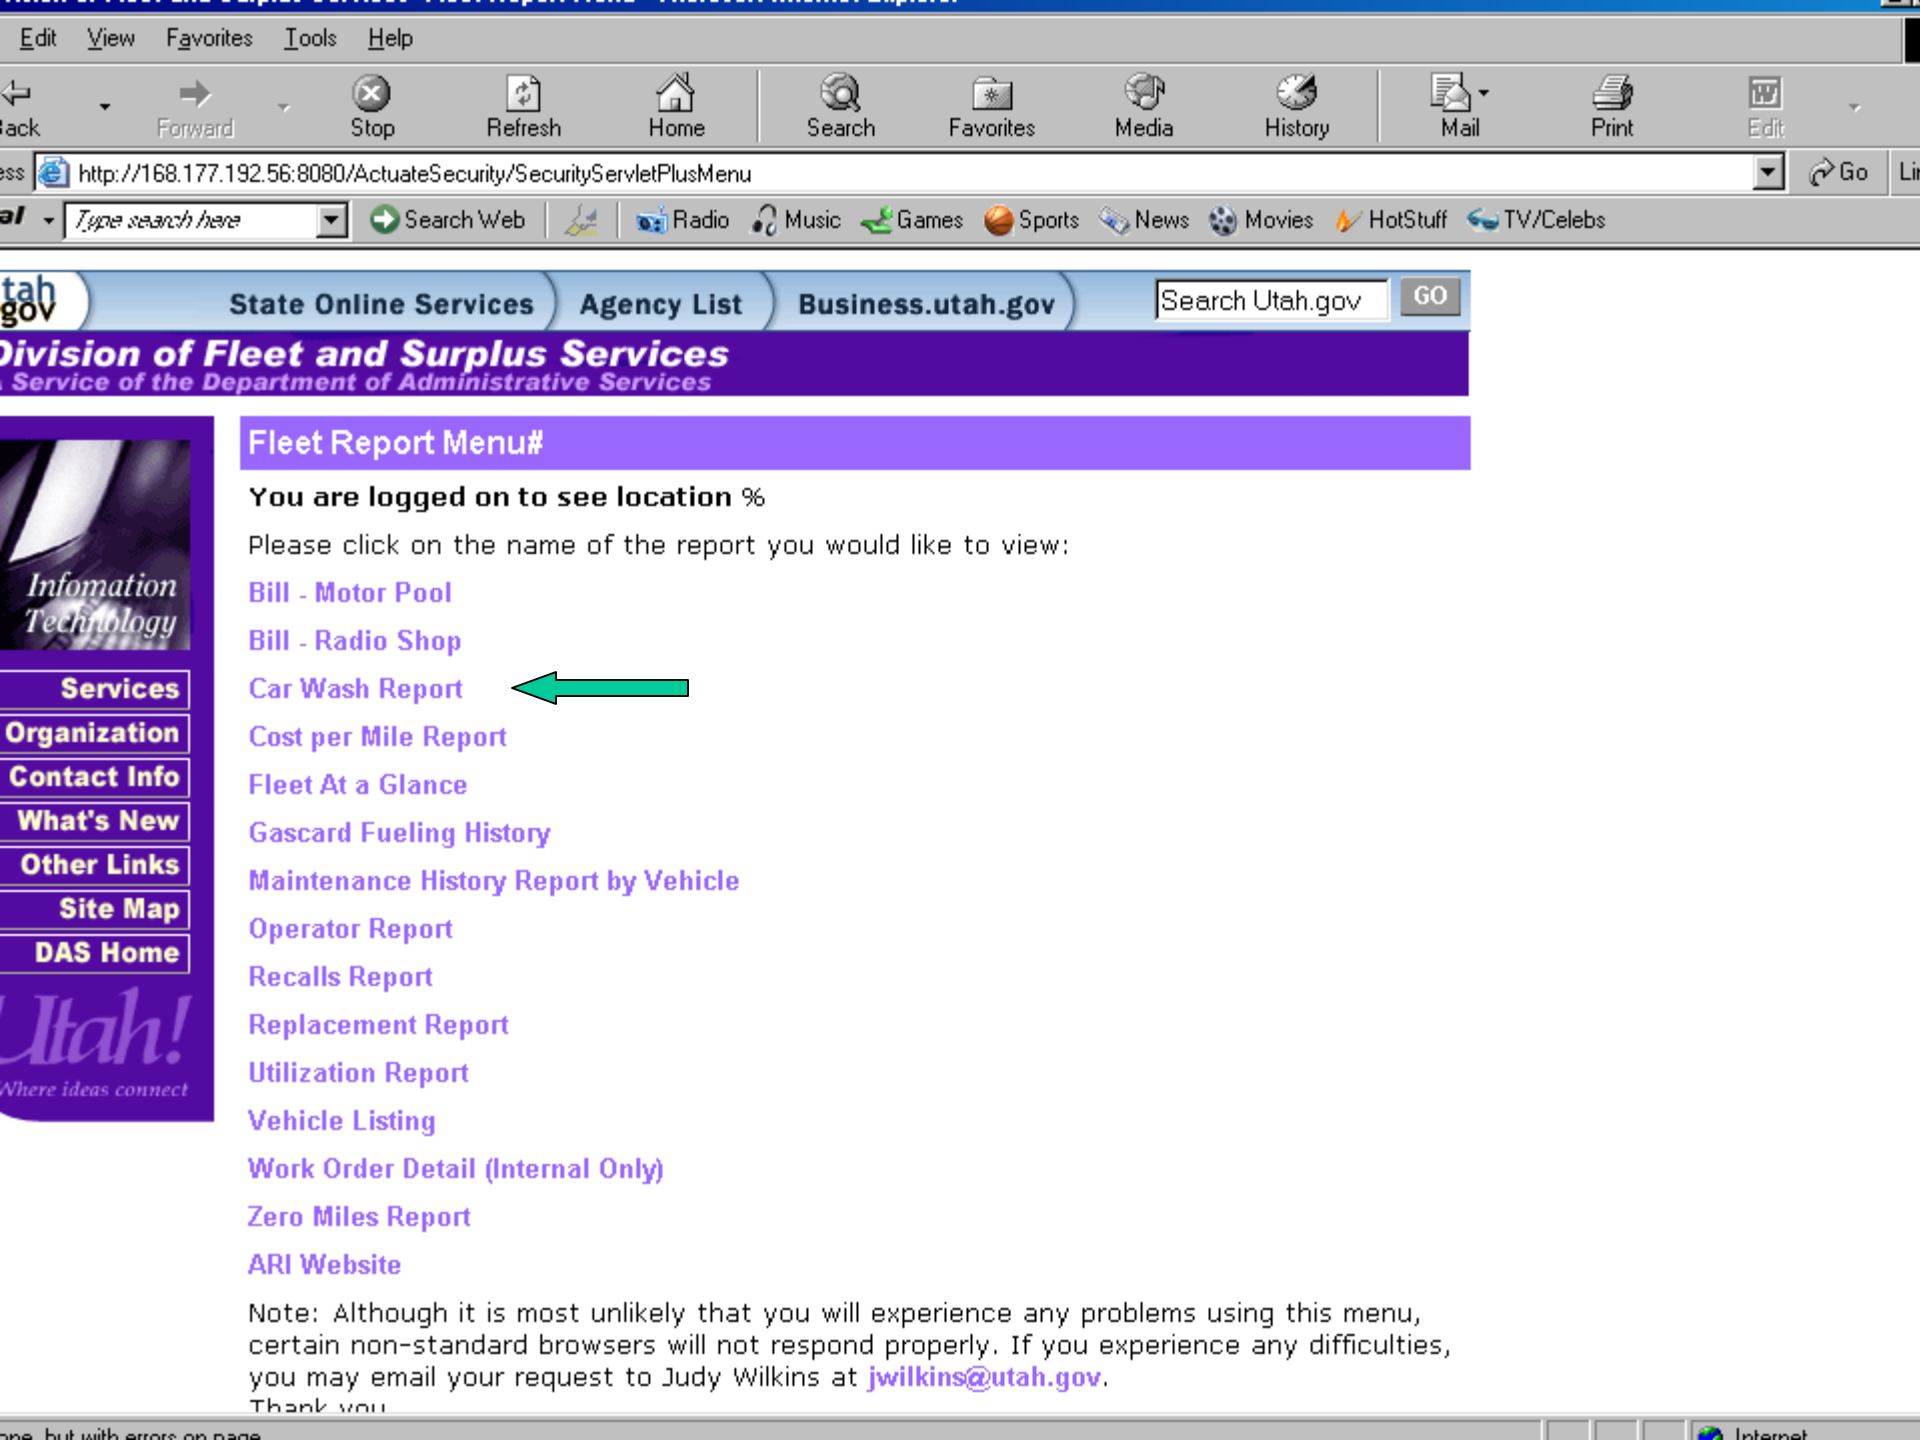 Edit View Favorites Tools Help
Forward Stop Refresh Home Search Favorites Media History Mail Print Edit
http://168.177.192.56:8080/ActuateSecurity/SecurityServletPlusMenu Go
Type search here Search Web Radio Music Games Sports News Movies HotStuff TV/Celebs
tah
gov
State Online Services Agency List Business.utah.gov Search Utah.gov GO
Division of Fleet and Surplus Services
A Service of the Department of Administrative Services
Infomation
Technology
Services
Organization
Contact Info
What's New
Other Links
Site Map
DAS Home
Utah!
Where ideas connect
Fleet Report Menu#
You are logged on to see location %
Please click on the name of the report you would like to view:
Bill - Motor Pool
Bill - Radio Shop
Car Wash Report
Cost per Mile Report
Fleet At a Glance
Gascard Fueling History
Maintenance History Report by Vehicle
Operator Report
Recalls Report
Replacement Report
Utilization Report
Vehicle Listing
Work Order Detail (Internal Only)
Zero Miles Report
ARI Website
Note: Although it is most unlikely that you will experience any problems using this menu,
certain non-standard browsers will not respond properly. If you experience any difficulties,
you may email your request to Judy Wilkins at jwilkins@utah.gov.
Thank you
but with errors on page Internet